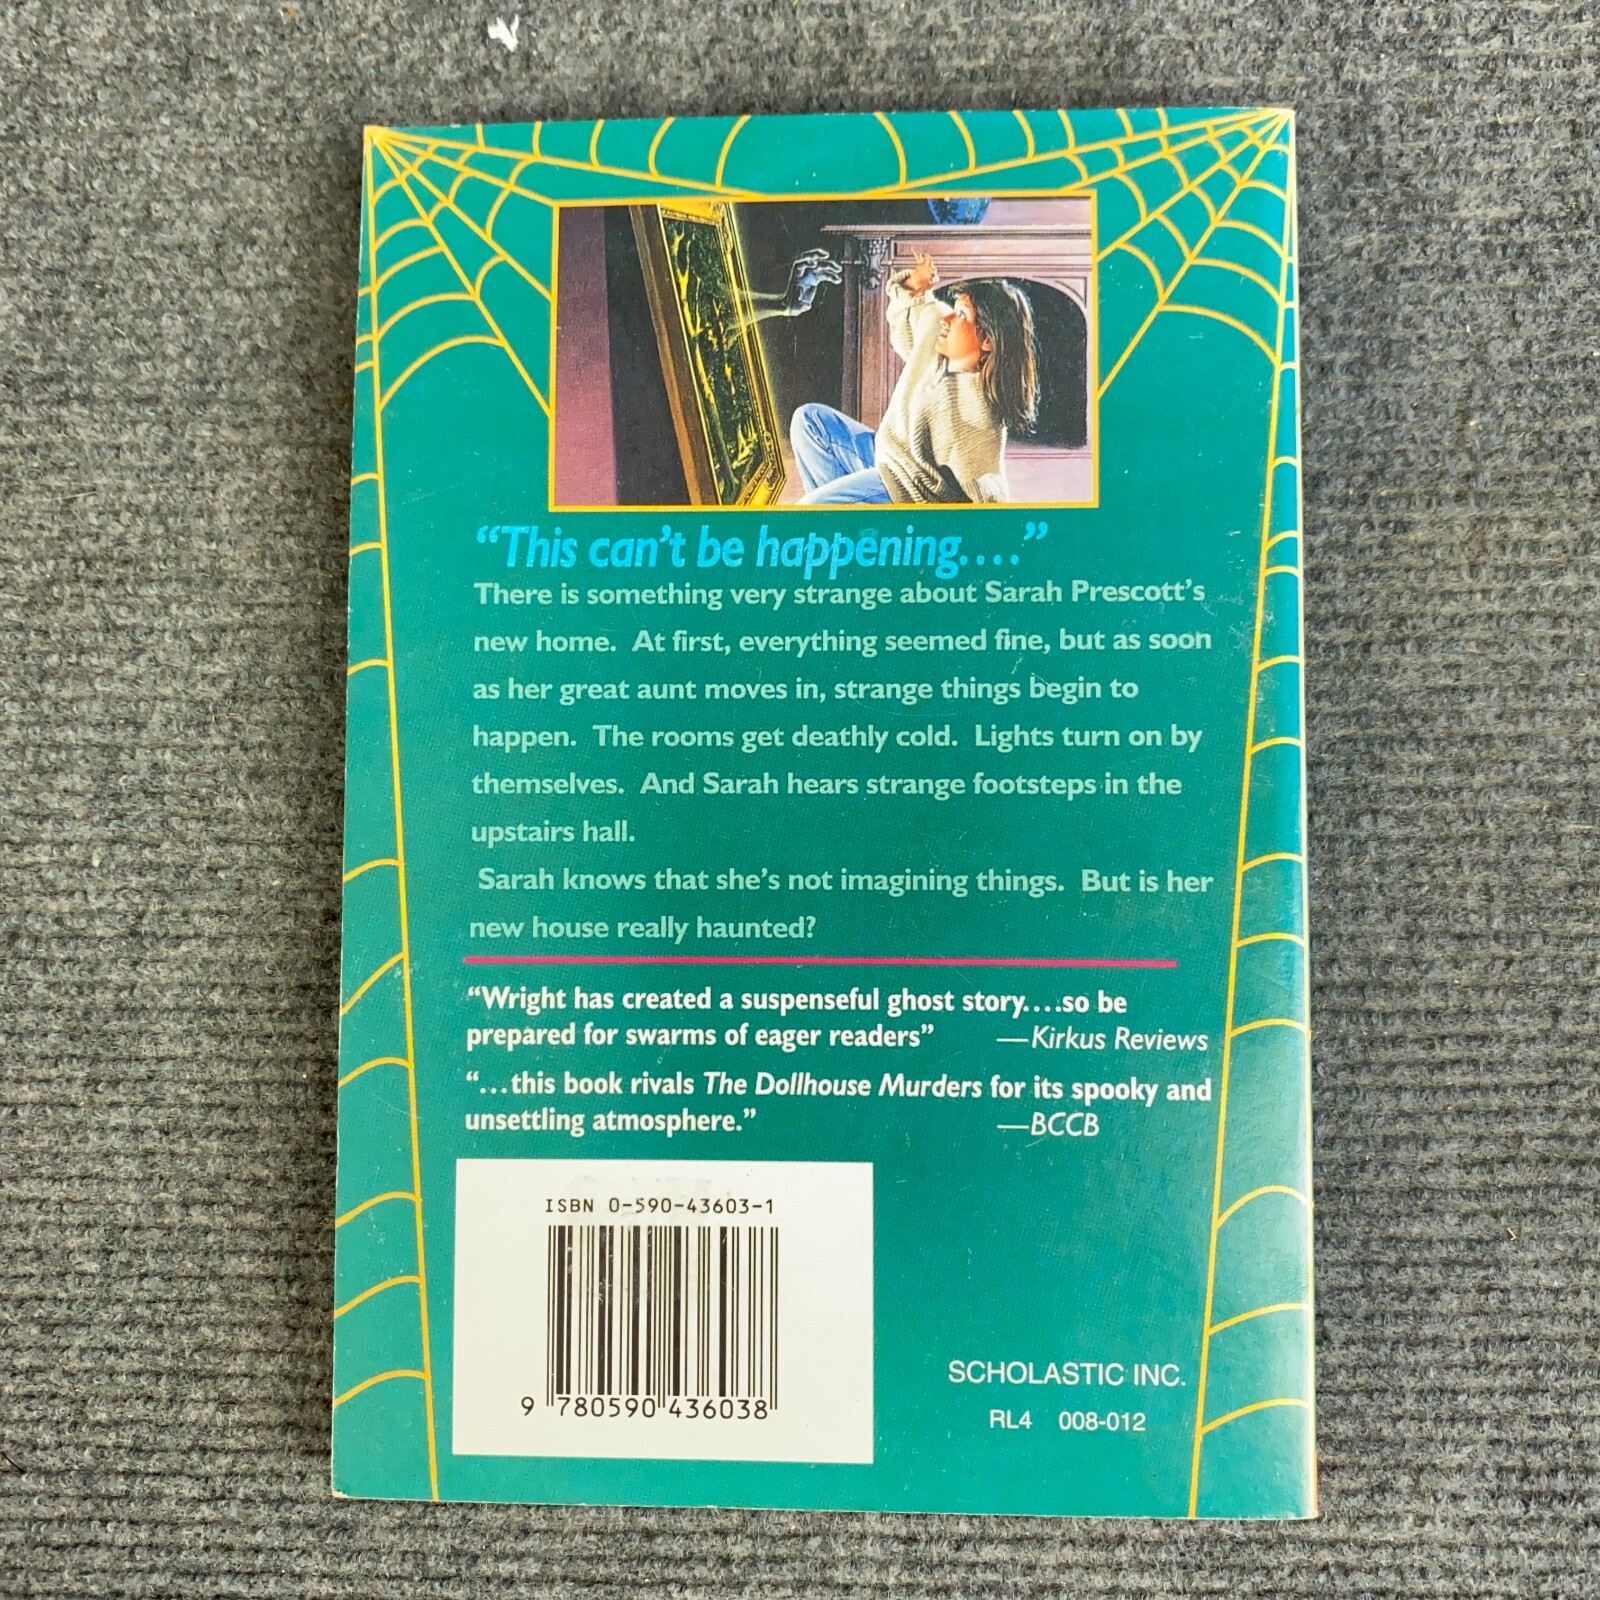 “This can’t be happening....”
There is something very strange about Sarah Prescott’s
new home. At first, everything seemed fine, but as soon
as her great aunt moves in, strange things begin to
happen. The rooms get deathly cold. Lights turn on by
themselves. And Sarah hears strange footsteps in the
upstairs hall.
Sarah knows that she’s not imagining things. But is her
new house really haunted?
“Wright has created a suspenseful ghost story....so be
prepared for swarms of eager readers” —Kirkus Reviews
“...this book rivals The Dollhouse Murders for its spooky and
unsettling atmosphere.” —BCCB
ISBN 0-590-43603-1
9 780590 436038
SCHOLASTIC INC.
RL4 008-012